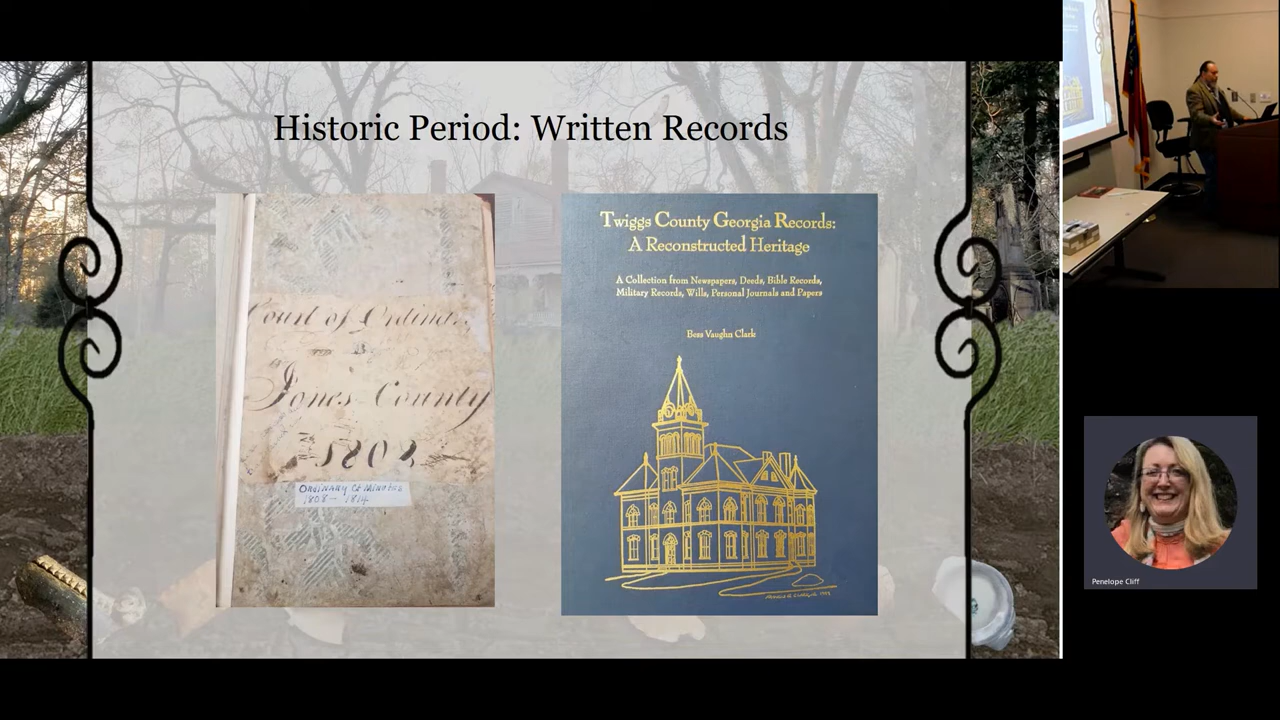 Historic Period: Written Records
Court of Ordinary
Jones County
1808
ORDINARY Ct MINUTES
1808 - 1814
Twiggs County Georgia Records:
A Reconstructed Heritage
A Collection from Newspapers, Deeds, Bible Records,
Military Records, Wills, Personal Journals and Papers
Bess Vaughn Clark
Penelope Cliff